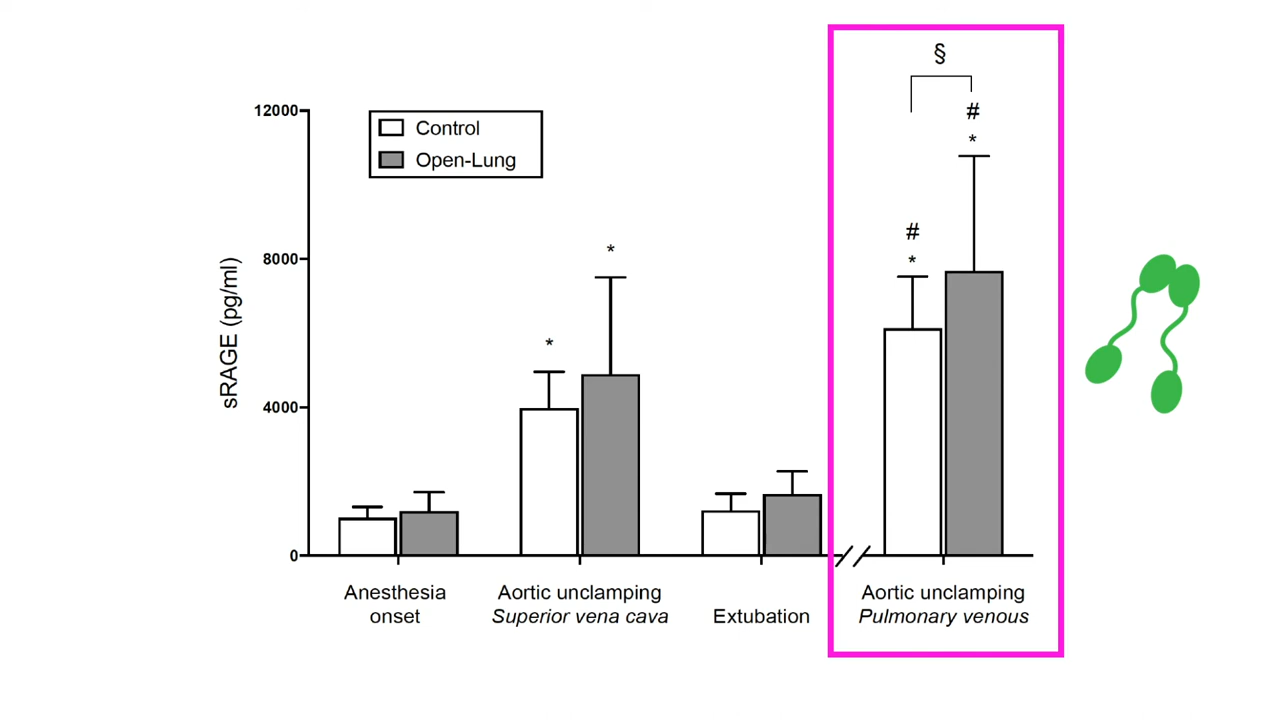 §
#
*
12000
Control
Open-Lung
#
*
*
8000
*
sRAGE (pg/ml)
4000
0
Anesthesia
onset
Aortic unclamping
Superior vena cava
Extubation
Aortic unclamping
Pulmonary venous